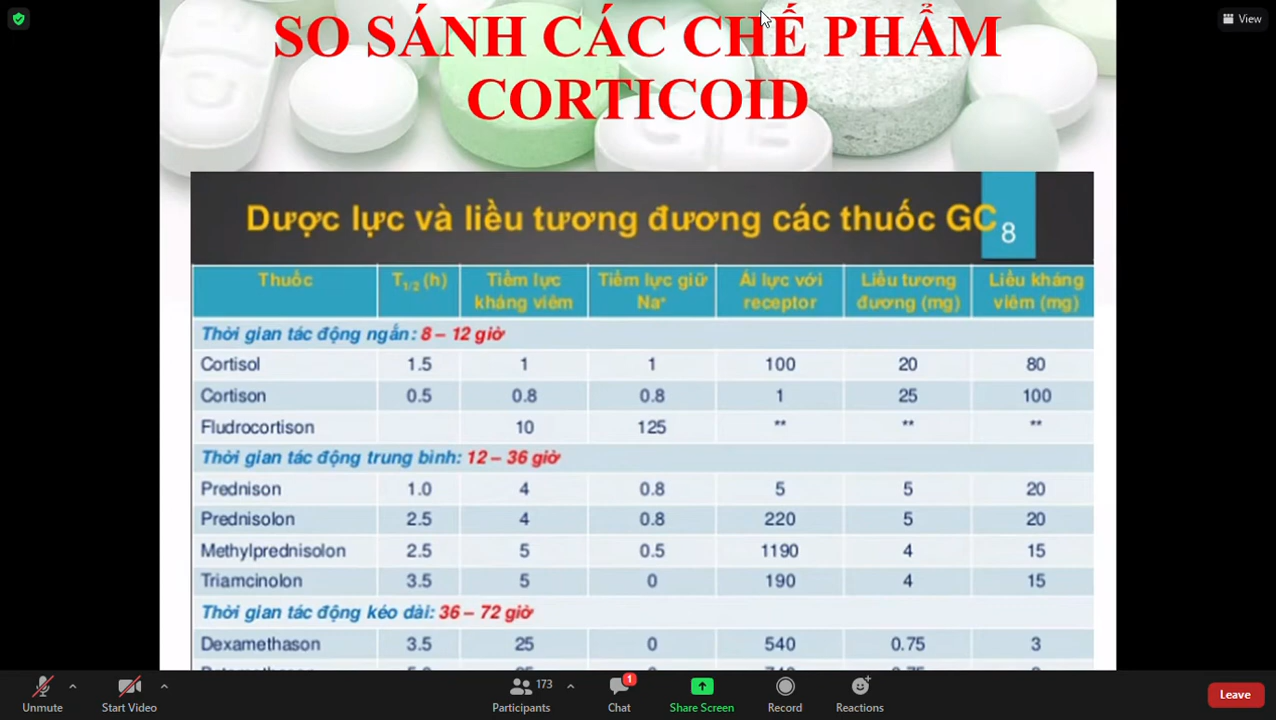 View
SO SÁNH CÁC CHẾ PHẨM
CORTICOID
Dược lực và liều tương đương các thuốc GC
8
Thuốc T1/2 (h) Tiềm lực kháng viêm Tiềm lực giữ Na+ Ái lực với receptor Liều tương đương (mg) Liều kháng viêm (mg)
Thời gian tác động ngắn: 8 – 12 giờ
Cortisol 1.5 1 1 100 20 80
Cortison 0.5 0.8 0.8 1 25 100
Fludrocortison 10 125 ** ** **
Thời gian tác động trung bình: 12 – 36 giờ
Prednison 1.0 4 0.8 5 5 20
Prednisolon 2.5 4 0.8 220 5 20
Methylprednisolon 2.5 5 0.5 1190 4 15
Triamcinolon 3.5 5 0 190 4 15
Thời gian tác động kéo dài: 36 – 72 giờ
Dexamethason 3.5 25 0 540 0.75 3
Unmute Start Video Participants 173 Chat 1 Share Screen Record Reactions Leave